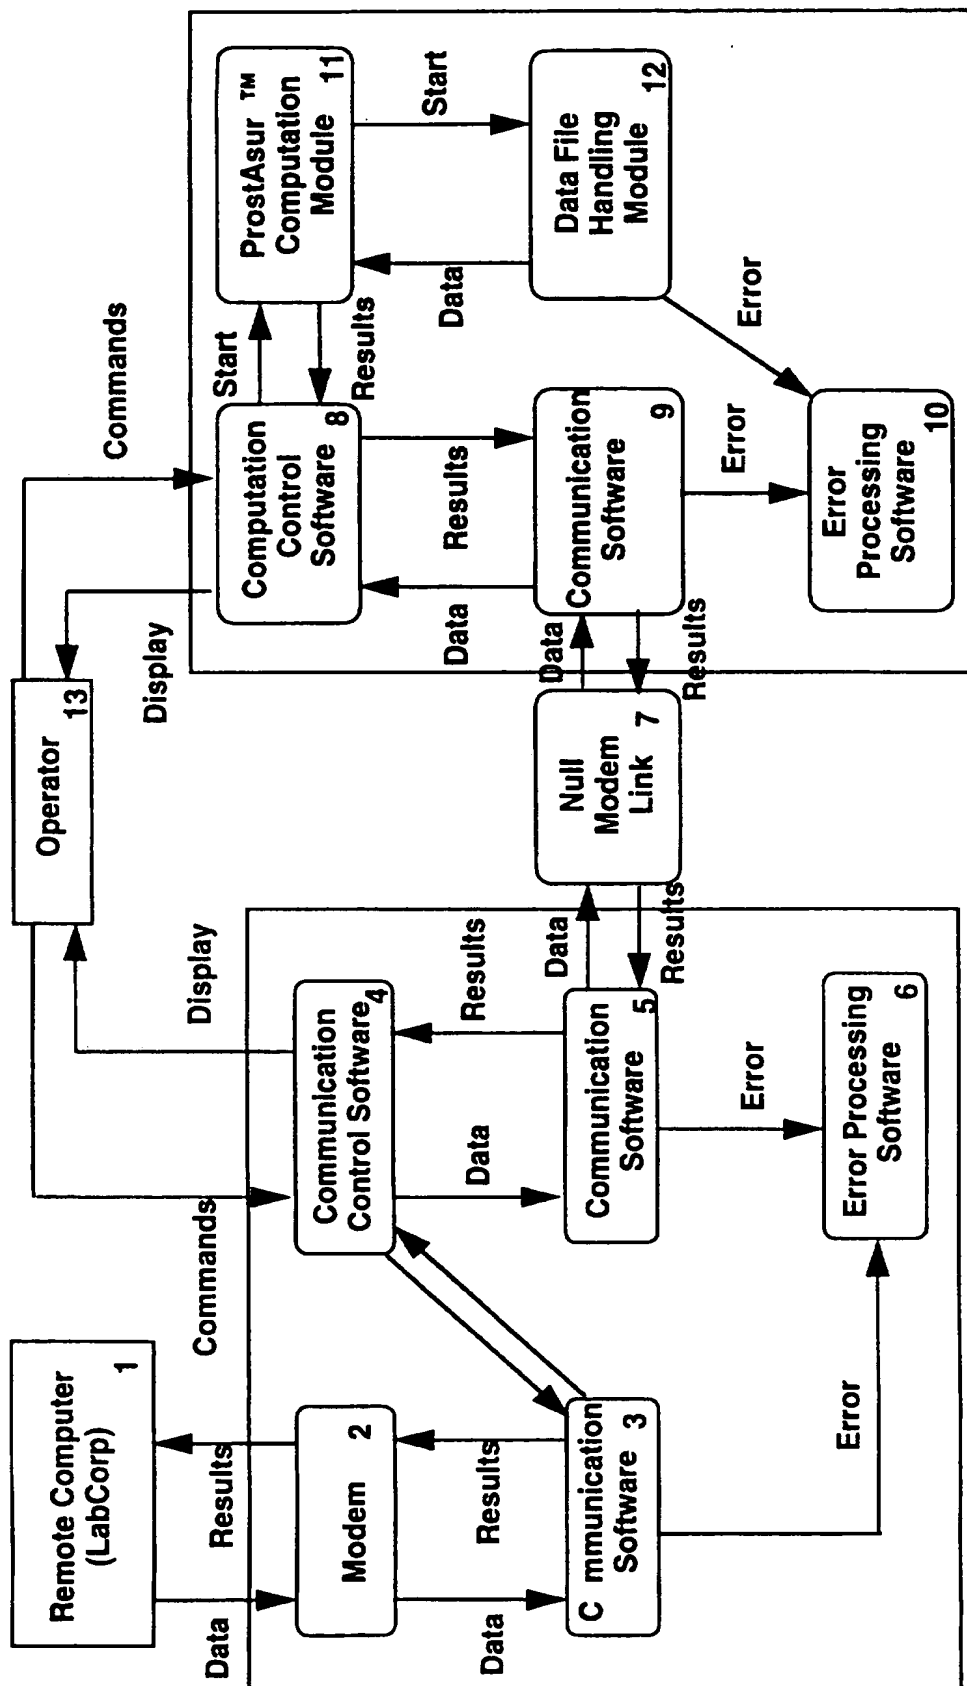 Remote Computer
(LabCorp)
1
Data
Results
Modem
2
Data
Results
C mmunication
Software
3
Error
Commands
Display
Communication
Control Software
4
Data
Results
Communication
Software
5
Error
Error Processing
Software
6
Operator
13
Data
Results
Null
Modem
Link
7
Data
Results
Display
Commands
Computation
Control
Software
8
Start
Results
Data
Results
Communication
Software
9
Error
Error
Processing
Software
10
ProstAsur ™
Computation
Module
11
Data
Start
Data File
Handling
Module
12
Error